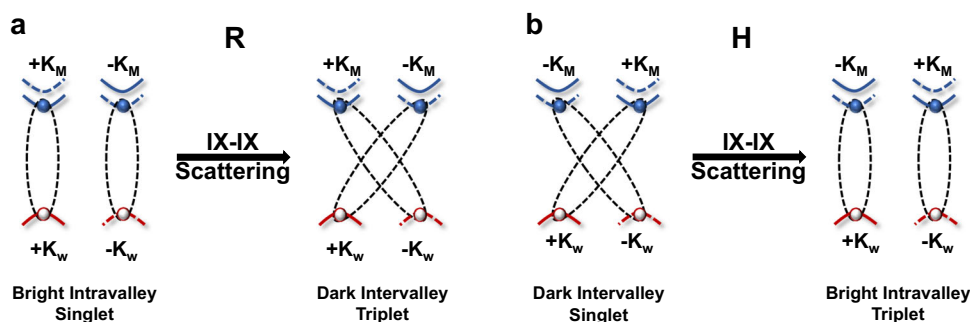 a
R
+K_M
-K_M
+K_M
-K_M
IX-IX
Scattering
+K_w
-K_w
+K_w
-K_w
Bright Intravalley
Singlet
Dark Intervalley
Triplet
b
H
-K_M
+K_M
-K_M
+K_M
IX-IX
Scattering
+K_w
-K_w
+K_w
-K_w
Dark Intervalley
Singlet
Bright Intravalley
Triplet